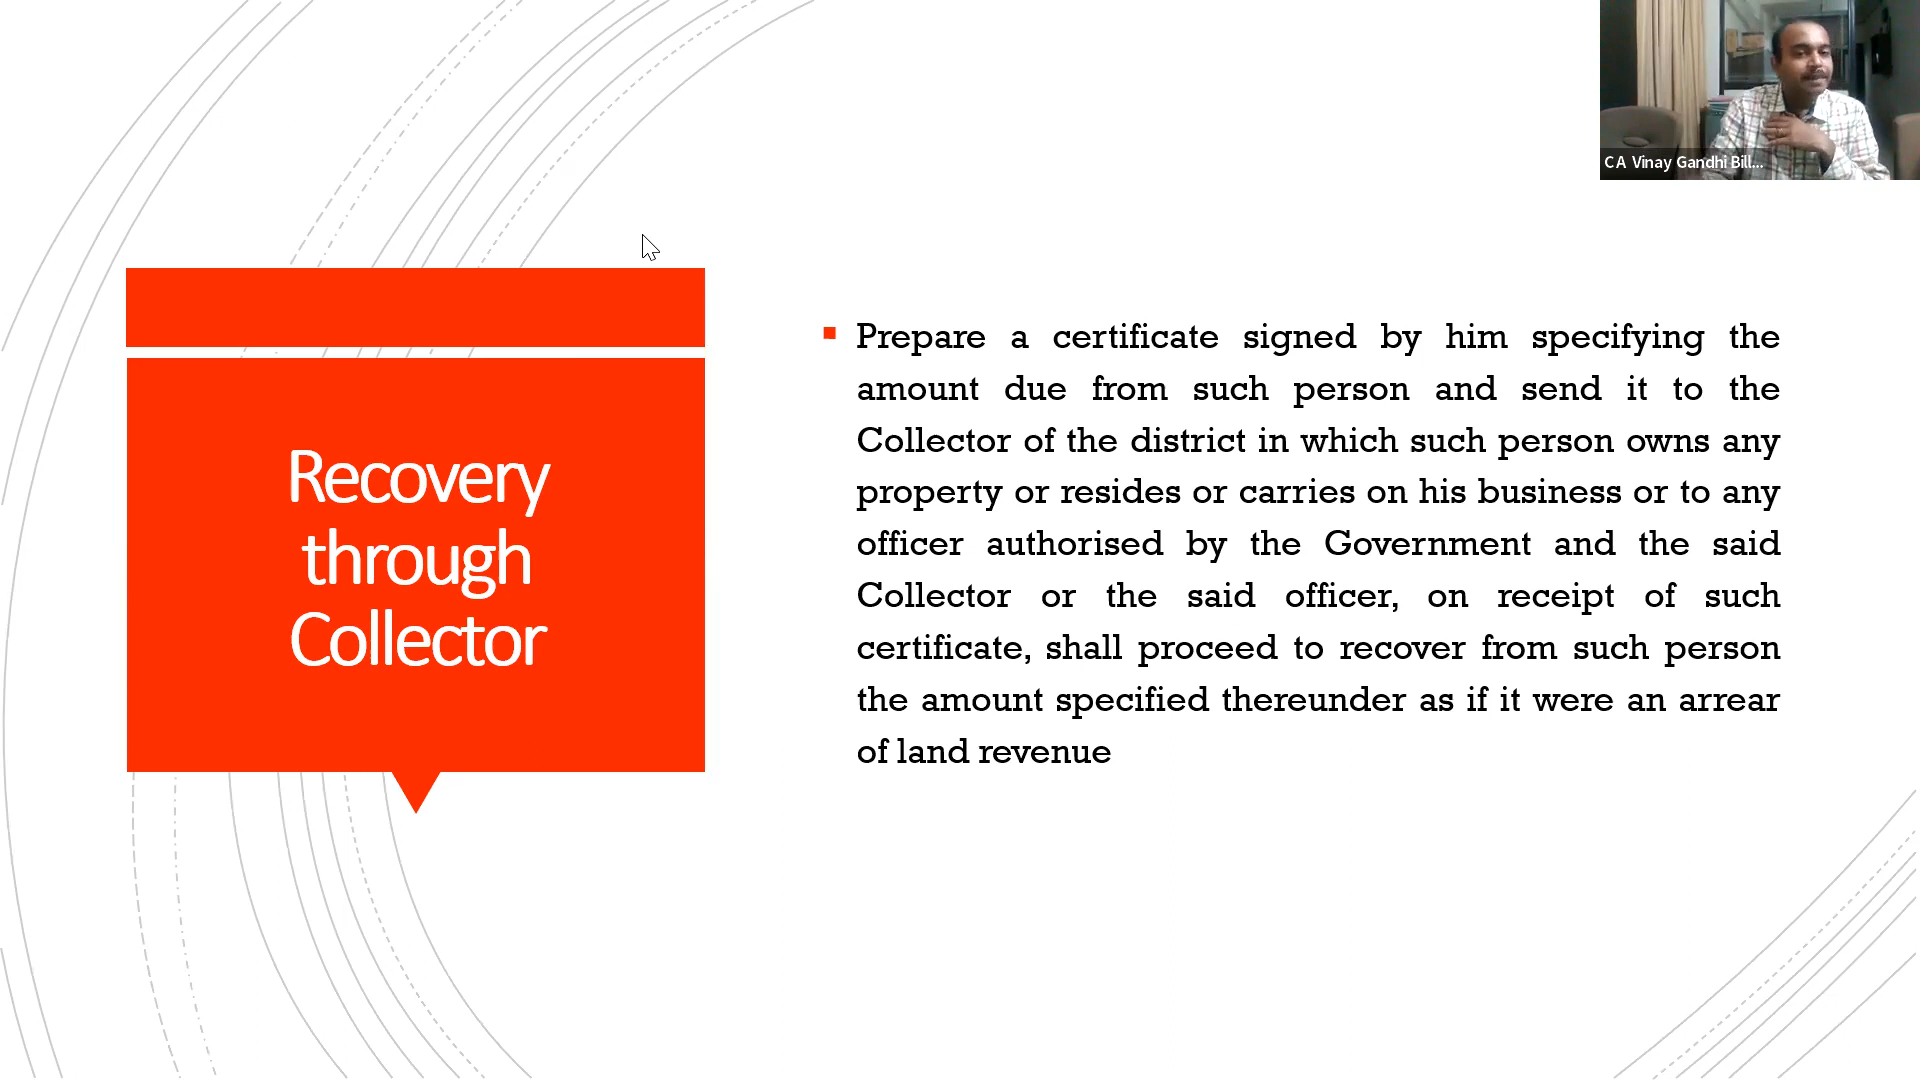 C A Vinay Gandhi Bill...
Recovery
through
Collector
Prepare a certificate signed by him specifying the
amount due from such person and send it to the
Collector of the district in which such person owns any
property or resides or carries on his business or to any
officer authorised by the Government and the said
Collector or the said officer, on receipt of such
certificate, shall proceed to recover from such person
the amount specified thereunder as if it were an arrear
of land revenue